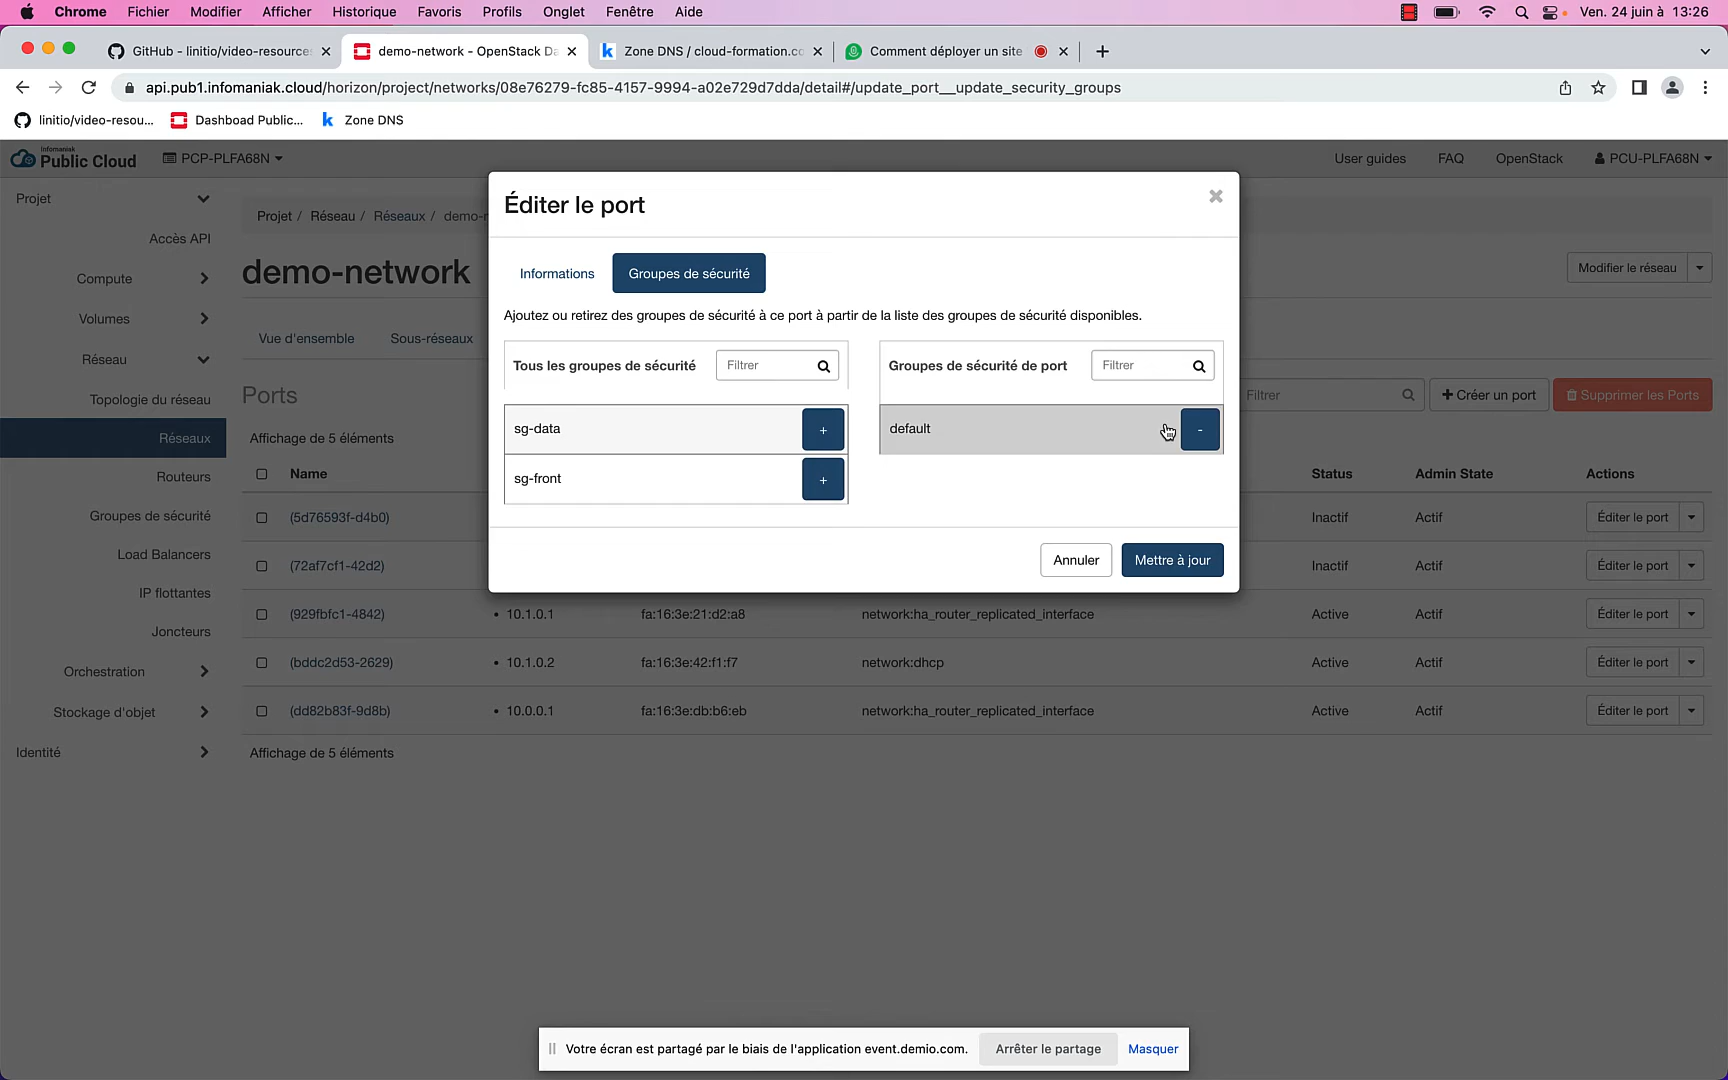 Chrome Fichier Modifier Afficher Historique Favoris Profils Onglet Fenêtre Aide Ven. 24 juin à 13:26
GitHub - linitio/video-resources demo-network - OpenStack Da Zone DNS / cloud-formation.co Comment déployer un site
api.pub1.infomaniak.cloud/horizon/project/networks/08e76279-fc85-4157-9994-a02e729d7dda/detail#/update_port__update_security_groups
linitio/video-resou... Dashboad Public... Zone DNS
infomaniak
Public Cloud PCP-PLFA68N User guides FAQ OpenStack PCU-PLFA68N
Projet
Accès API
Compute
Volumes
Réseau
Topologie du réseau
Réseaux
Routeurs
Groupes de sécurité
Load Balancers
IP flottantes
Joncteurs
Orchestration
Stockage d'objet
Identité
Projet / Réseau / Réseaux / demo-n
demo-network
Modifier le réseau
Vue d'ensemble Sous-réseaux
Ports
Filtrer + Créer un port Supprimer les Ports
Affichage de 5 éléments
Name Status Admin State Actions
(5d76593f-d4b0) Inactif Actif Éditer le port
(72af7cf1-42d2) Inactif Actif Éditer le port
(929fbfc1-4842) • 10.1.0.1 fa:16:3e:21:d2:a8 network:ha_router_replicated_interface Active Actif Éditer le port
(bddc2d53-2629) • 10.1.0.2 fa:16:3e:42:f1:f7 network:dhcp Active Actif Éditer le port
(dd82b83f-9d8b) • 10.0.0.1 fa:16:3e:db:b6:eb network:ha_router_replicated_interface Active Actif Éditer le port
Affichage de 5 éléments
Éditer le port
Informations Groupes de sécurité
Ajoutez ou retirez des groupes de sécurité à ce port à partir de la liste des groupes de sécurité disponibles.
Tous les groupes de sécurité Filtrer
sg-data +
sg-front +
Groupes de sécurité de port Filtrer
default -
Annuler Mettre à jour
Votre écran est partagé par le biais de l'application event.demio.com. Arrêter le partage Masquer